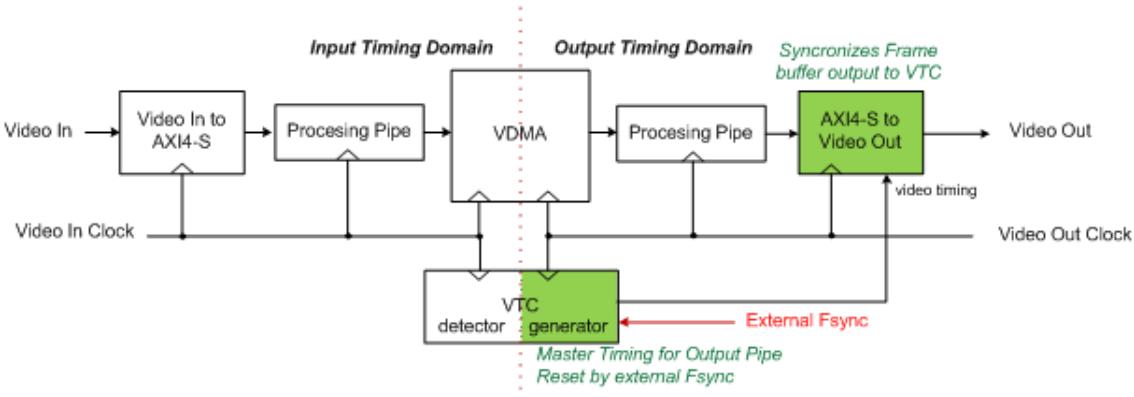 Input Timing Domain
Output Timing Domain
Syncronizes Frame
buffer output to VTC
Video In
Video In to
AXI4-S
Procesing Pipe
VDMA
Procesing Pipe
AXI4-S to
Video Out
Video Out
video timing
Video In Clock
Video Out Clock
VTC
detector
generator
External Fsync
Master Timing for Output Pipe
Reset by external Fsync